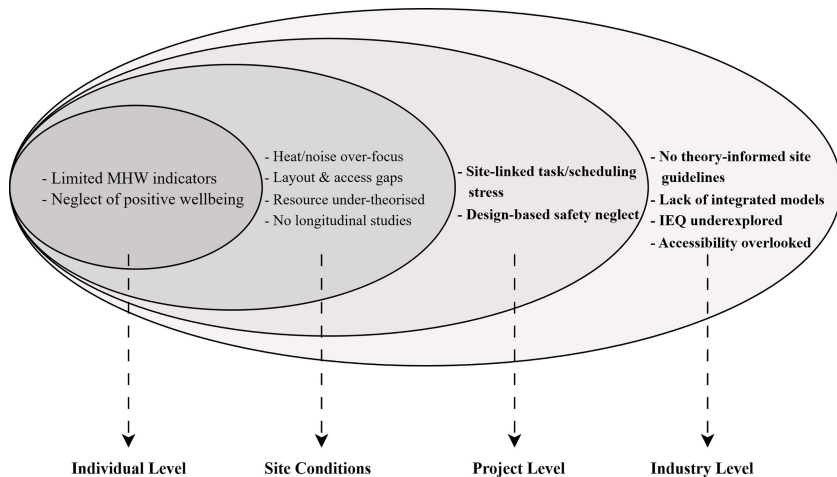 - Limited MHW indicators
- Neglect of positive wellbeing
- Heat/noise over-focus
- Layout & access gaps
- Resource under-theorised
- No longitudinal studies
- Site-linked task/scheduling
stress
- Design-based safety neglect
- No theory-informed site
guidelines
- Lack of integrated models
- IEQ underexplored
- Accessibility overlooked
Individual Level
Site Conditions
Project Level
Industry Level